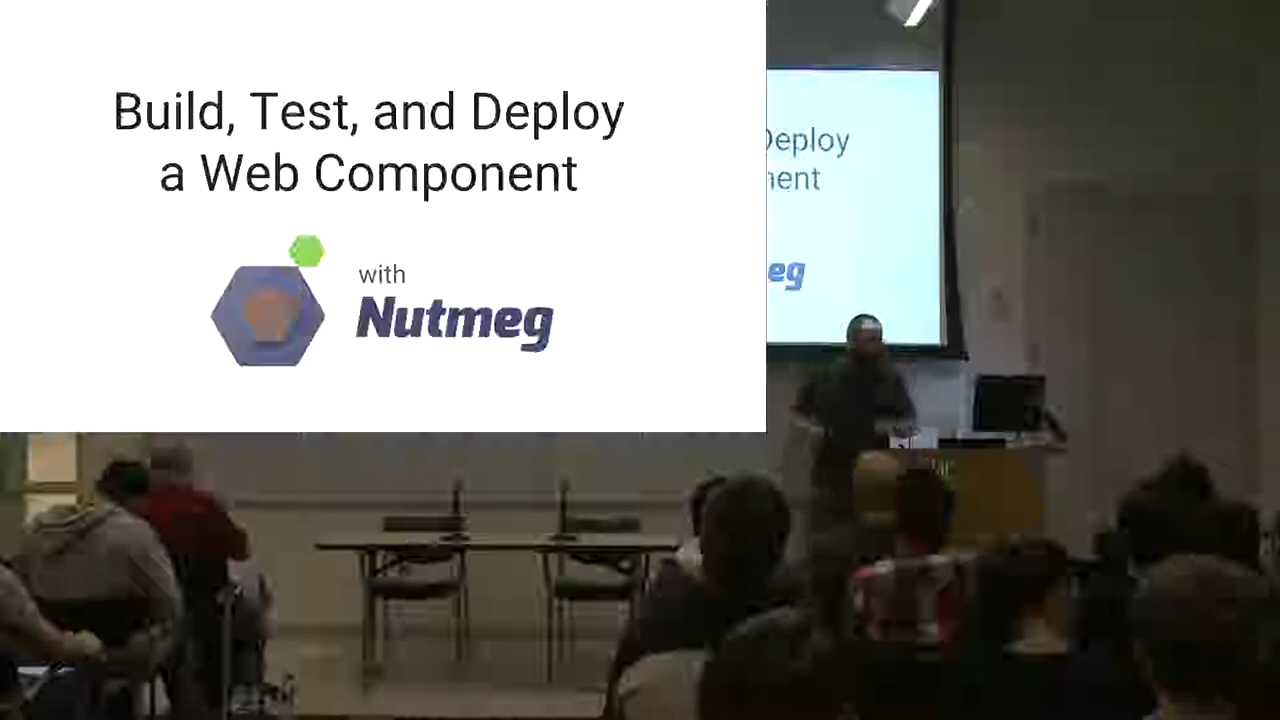 Build, Test, and Deploy
a Web Component
with
Nutmeg
Deploy
nent
eg